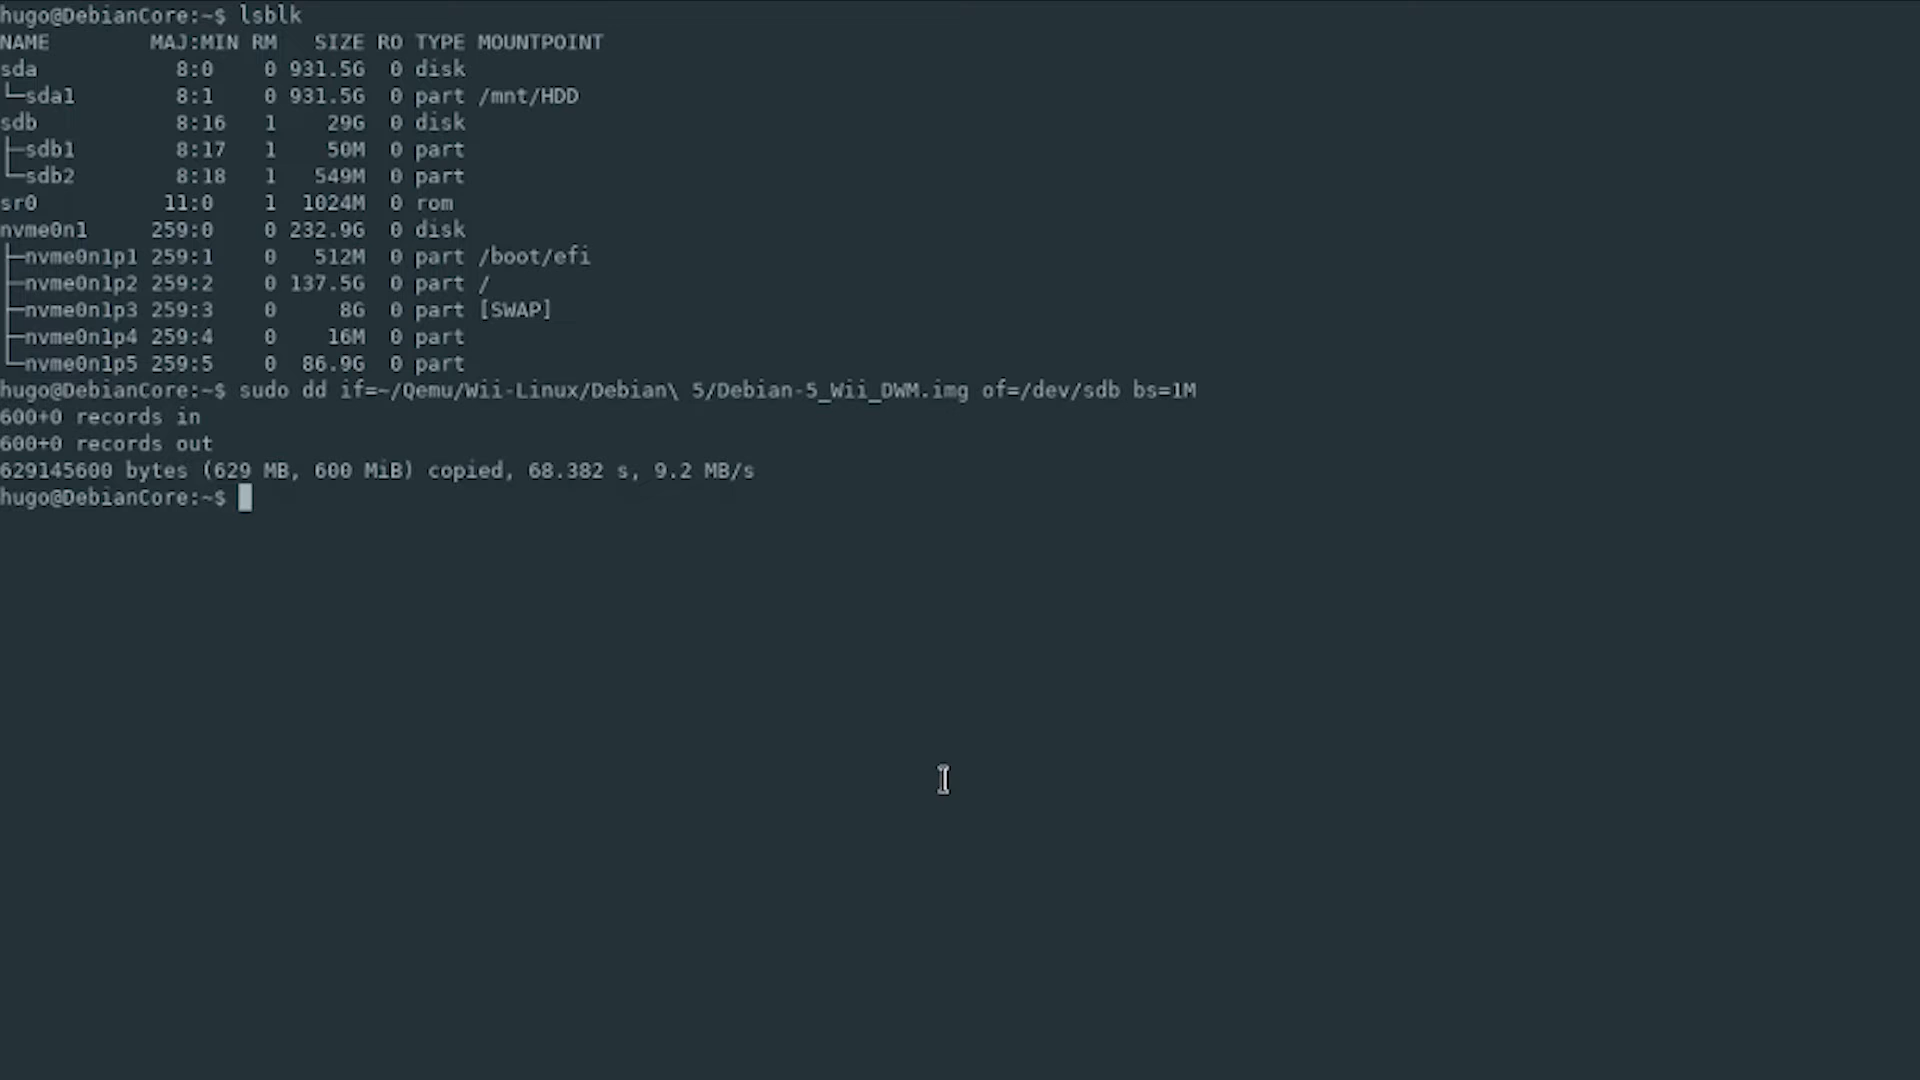 hugo@DebianCore:~$ lsblk
NAME        MAJ:MIN RM   SIZE RO TYPE MOUNTPOINT
sda           8:0    0 931.5G  0 disk
└─sda1        8:1    0 931.5G  0 part /mnt/HDD
sdb           8:16   1    29G  0 disk
├─sdb1        8:17   1    50M  0 part
└─sdb2        8:18   1   549M  0 part
sr0          11:0    1  1024M  0 rom
nvme0n1     259:0    0 232.9G  0 disk
├─nvme0n1p1 259:1    0   512M  0 part /boot/efi
├─nvme0n1p2 259:2    0 137.5G  0 part /
├─nvme0n1p3 259:3    0     8G  0 part [SWAP]
├─nvme0n1p4 259:4    0    16M  0 part
└─nvme0n1p5 259:5    0  86.9G  0 part
hugo@DebianCore:~$ sudo dd if=~/Qemu/Wii-Linux/Debian\ 5/Debian-5_Wii_DWM.img of=/dev/sdb bs=1M
600+0 records in
600+0 records out
629145600 bytes (629 MB, 600 MiB) copied, 68.382 s, 9.2 MB/s
hugo@DebianCore:~$